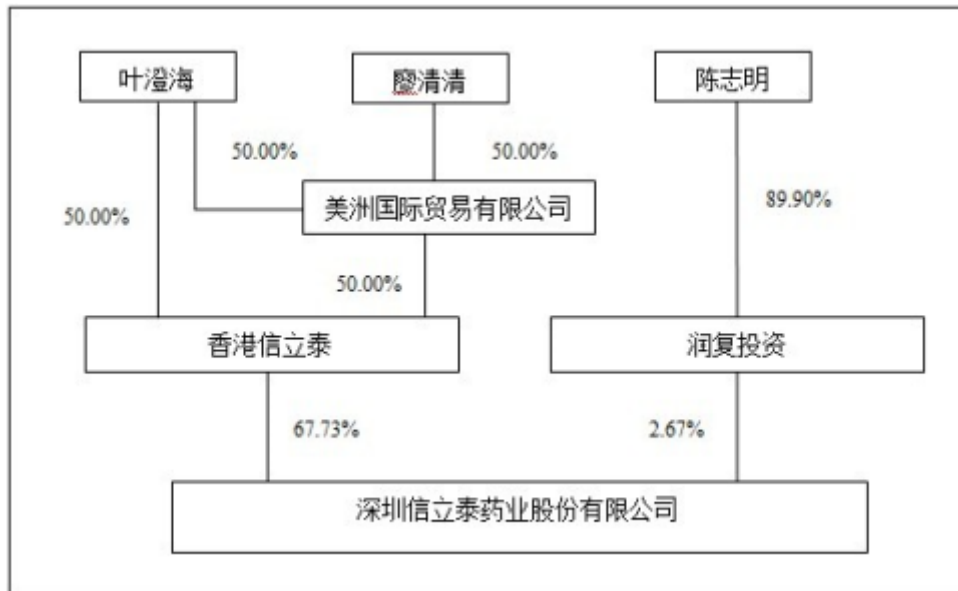 叶澄海
廖清清
陈志明
50.00%
50.00%
89.90%
美洲国际贸易有限公司
50.00%
50.00%
香港信立泰
润复投资
67.73%
2.67%
深圳信立泰药业股份有限公司